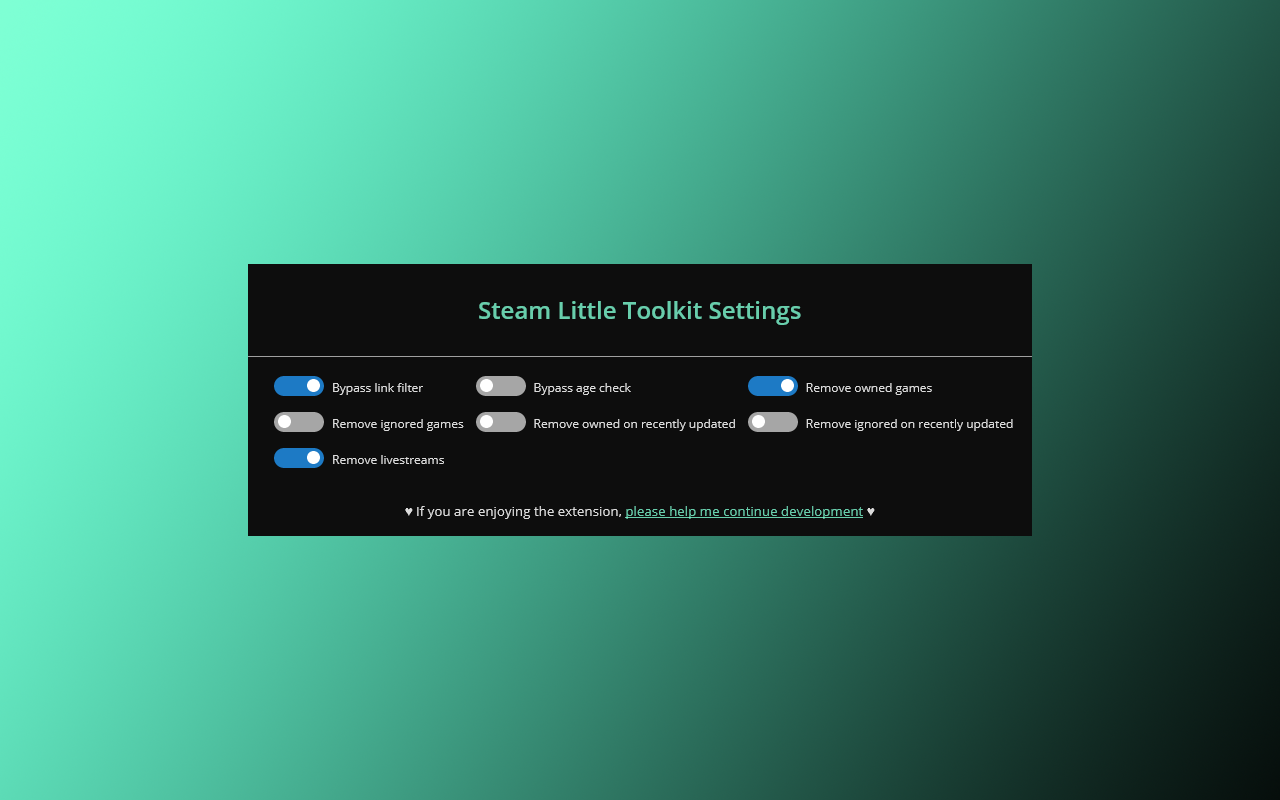 Steam Little Toolkit Settings
Bypass link filter Bypass age check Remove owned games
Remove ignored games Remove owned on recently updated Remove ignored on recently updated
Remove livestreams
♥ If you are enjoying the extension, please help me continue development ♥